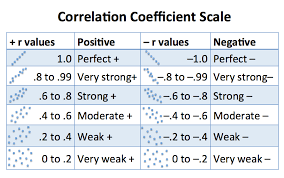 Correlation Coefficient Scale
+ r values Positive – r values Negative
1.0 Perfect + –1.0 Perfect –
.8 to .99 Very strong+ –.8 to –.99 Very strong–
.6 to .8 Strong + –.6 to –.8 Strong –
.4 to .6 Moderate + –.4 to –.6 Moderate –
.2 to .4 Weak + –.2 to –.4 Weak –
0 to .2 Very weak + 0 to –.2 Very weak –